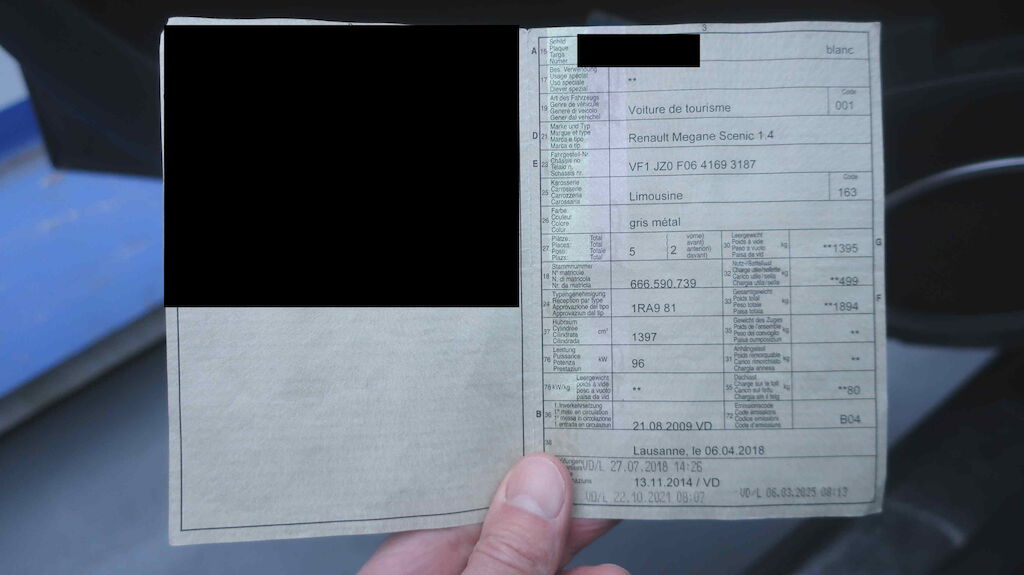 3
A 15 Schild
Plaque
Targa
Numer
blanc
17 Bes. Verwendung
Usage spécial
Uso speciale
Diever spezial
**
19 Art des Fahrzeugs
Genre de véhicule
Genere di veicolo
Gener dal vehichel
Voiture de tourisme
Code
001
D 21 Marke und Typ
Marque et type
Marca e tipo
Marca e tip
Renault Megane Scenic 1.4
E 23 Fahrgestell-Nr.
Châssis no
Telaio n.
Schassis nr.
VF1 JZ0 F06 4169 3187
25 Karosserie
Carrosserie
Carrozzeria
Carossaria
Limousine
Code
163
26 Farbe
Couleur
Colore
Color
gris métal
27 Plätze: Total
Places: Total
Posti: Totale
Plazs: Total
5
( vorne)
avant)
anteriori)
davant)
2
30 Leergewicht
Poids à vide
Peso a vuoto
Paisa da vid
kg
**1395
G
18 Stammnummer
N° matricule
N. di matricola
Nr. da matricla
666.590.739
32 Nutz-/Sattellast
Charge utile/sellette
Carico utile/sella
Chargia utila/sella
kg
**499
24 Typengenehmigung
Réception par type
Approvazione del tipo
Approvaziun dal tip
1RA9 81
33 Gesamtgewicht
Poids total
Peso totale
Paisa totala
kg
**1894
F
37 Hubraum
Cylindrée
Cilindrata
Cilindrada
cm³
1397
35 Gewicht des Zuges
Poids de l'ensemble
Peso del convoglio
Paisa cumposiziun
kg
**
76 Leistung
Puissance
Potenza
Prestaziun
kW
96
31 Anhängelast
Poids remorquable
Carico rimorchiato
Chargia annexa
kg
**
78 kW/kg Leergewicht
poids à vide
peso a vuoto
paisa da vid
**
55 Dachlast
Charge sur le toit
Carico sul tetto
Chargia sin il tetg
kg
**80
B 36 1. Inverkehrsetzung
1re mise en circulation
1a messa in circolazione
1. entrada en circulaziun
21.08.2009 VD
72 Emissionscode
Code émissions
Codice emissioni
Code d'emissiuns
B04
38
Lausanne, le 06.04.2018
VD/L 27.07.2018 14:26
13.11.2014 / VD
VD/L 22.10.2021 08:07
VD/L 06.03.2025 08:13